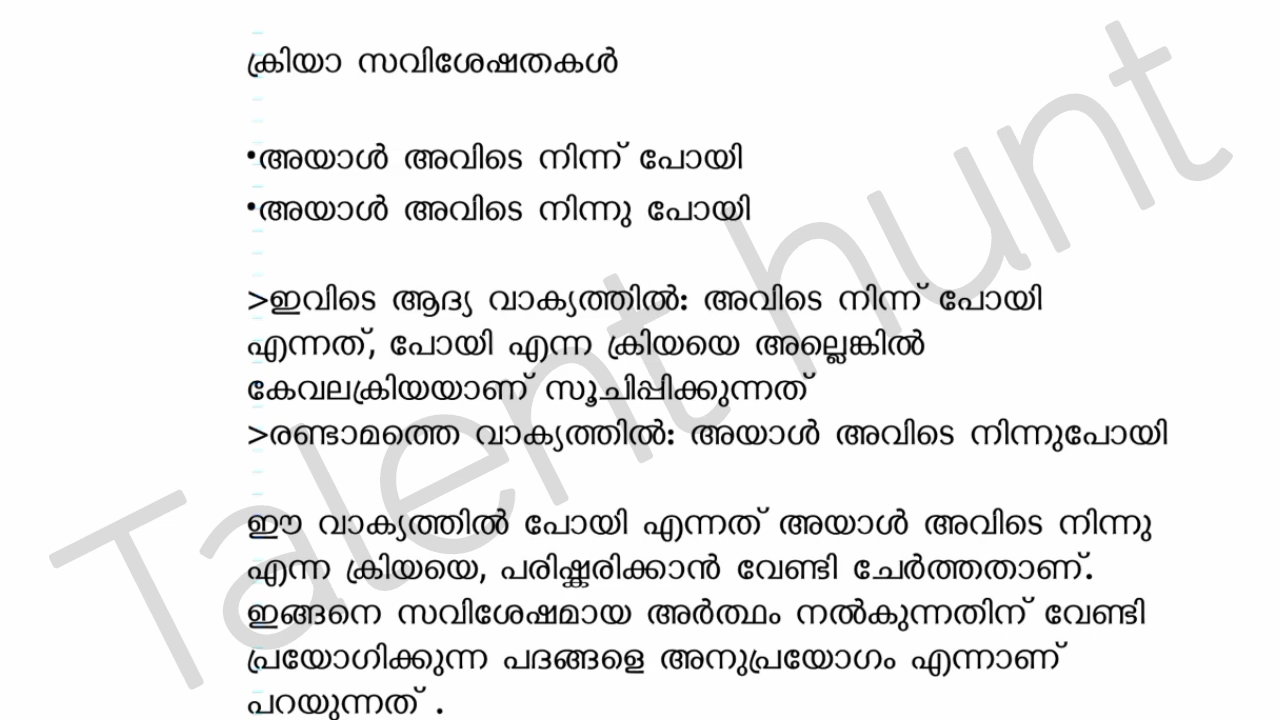 ക്രിയാ സവിശേഷതകൾ
•അയാൾ അവിടെ നിന്ന് പോയി
•അയാൾ അവിടെ നിന്നു പോയി
>ഇവിടെ ആദ്യ വാക്യത്തിൽ: അവിടെ നിന്ന് പോയി
എന്നത്, പോയി എന്ന ക്രിയയെ അല്ലെങ്കിൽ
കേവലക്രിയയാണ് സൂചിപ്പിക്കുന്നത്
>രണ്ടാമത്തെ വാക്യത്തിൽ: അയാൾ അവിടെ നിന്നുപോയി
ഈ വാക്യത്തിൽ പോയി എന്നത് അയാൾ അവിടെ നിന്നു
എന്ന ക്രിയയെ, പരിഷ്ക്കരിക്കാൻ വേണ്ടി ചേർത്തതാണ്.
ഇങ്ങനെ സവിശേഷമായ അർത്ഥം നൽകുന്നതിന് വേണ്ടി
പ്രയോഗിക്കുന്ന പദങ്ങളെ അനുപ്രയോഗം എന്നാണ്
പറയുന്നത് .
Talent hunt